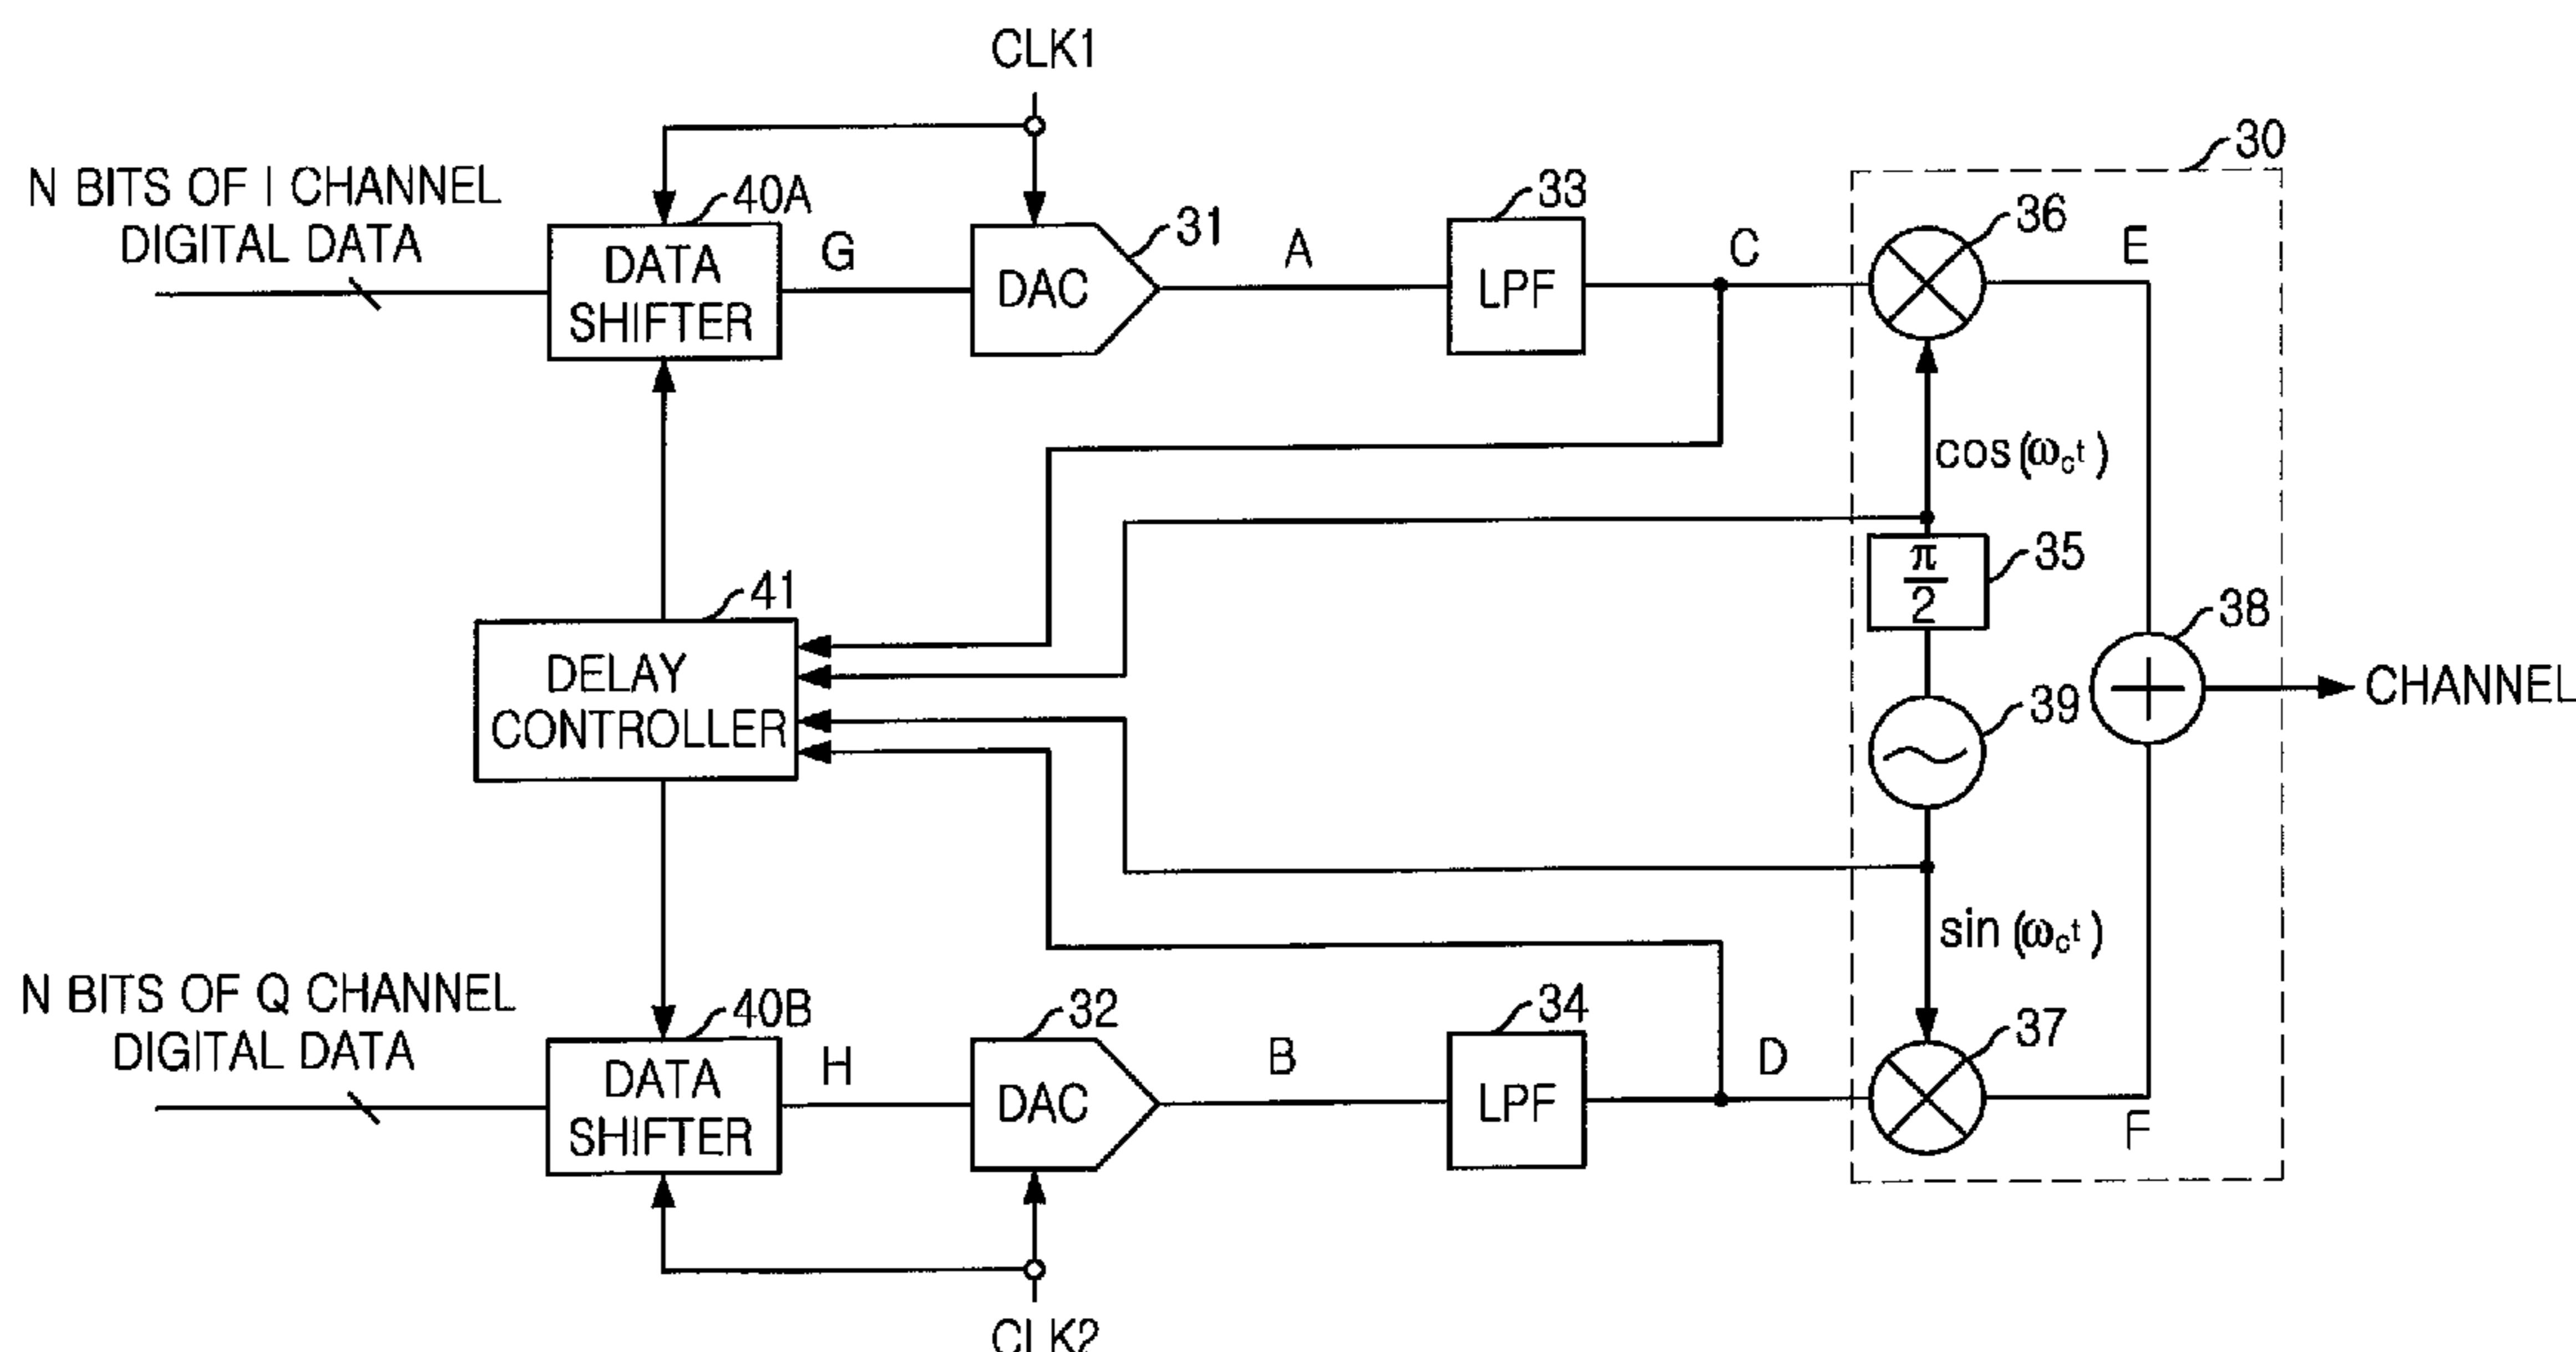 CLK1
30
N BITS OF I CHANNEL
DIGITAL DATA
40A
DATA
SHIFTER
G
31
DAC
A
33
LPF
C
36
E
cos(ωct)
35
π
2
41
DELAY
CONTROLLER
38
CHANNEL
39
sin(ωct)
N BITS OF Q CHANNEL
DIGITAL DATA
40B
DATA
SHIFTER
H
32
DAC
B
34
LPF
D
37
F
CLK2